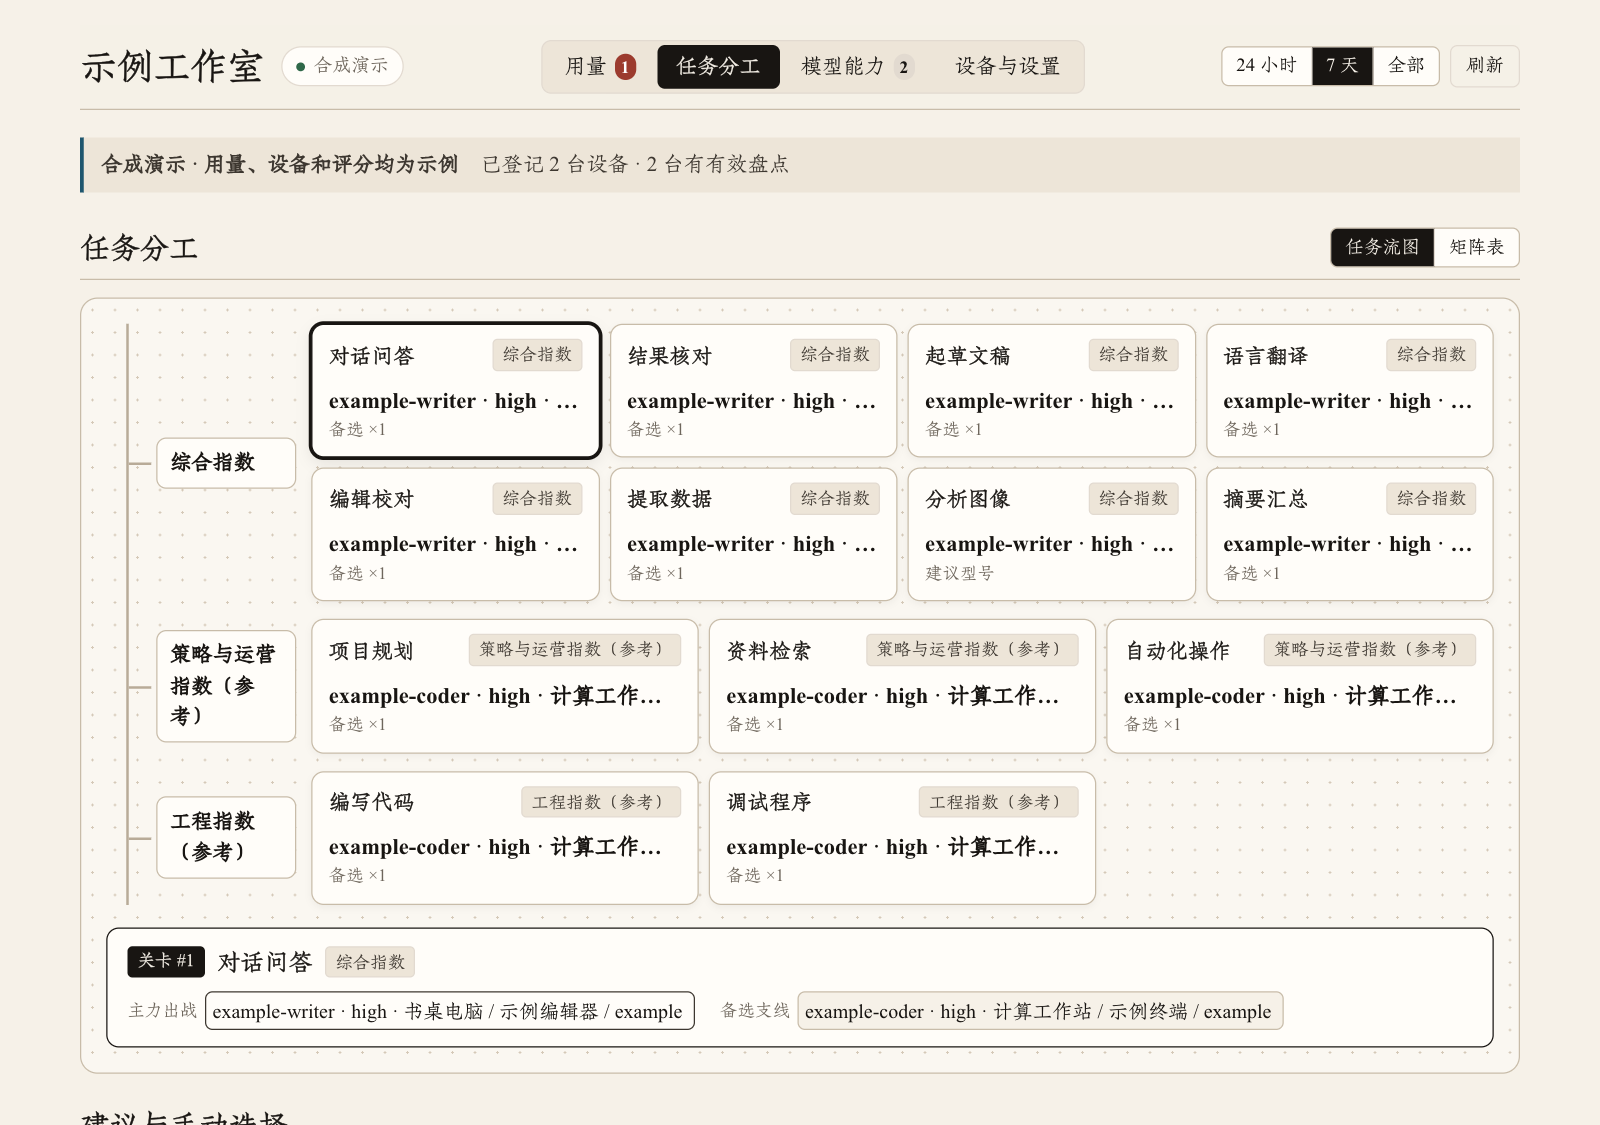 示例工作室
合成演示
用量 1
任务分工
模型能力 2
设备与设置
24 小时
7 天
全部
刷新
合成演示 · 用量、设备和评分均为示例 已登记 2 台设备 · 2 台有有效盘点
任务分工
任务流图
矩阵表
综合指数
对话问答 综合指数
example-writer · high · …
备选 ×1
结果核对 综合指数
example-writer · high · …
备选 ×1
起草文稿 综合指数
example-writer · high · …
备选 ×1
语言翻译 综合指数
example-writer · high · …
备选 ×1
编辑校对 综合指数
example-writer · high · …
备选 ×1
提取数据 综合指数
example-writer · high · …
备选 ×1
分析图像 综合指数
example-writer · high · …
建议型号
摘要汇总 综合指数
example-writer · high · …
备选 ×1
策略与运营
指数（参
考）
项目规划 策略与运营指数（参考）
example-coder · high · 计算工作…
备选 ×1
资料检索 策略与运营指数（参考）
example-coder · high · 计算工作…
备选 ×1
自动化操作 策略与运营指数（参考）
example-coder · high · 计算工作…
备选 ×1
工程指数
（参考）
编写代码 工程指数（参考）
example-coder · high · 计算工作…
备选 ×1
调试程序 工程指数（参考）
example-coder · high · 计算工作…
备选 ×1
关卡 #1 对话问答 综合指数
主力出战 example-writer · high · 书桌电脑 / 示例编辑器 / example
备选支线 example-coder · high · 计算工作站 / 示例终端 / example
建议与手动选择